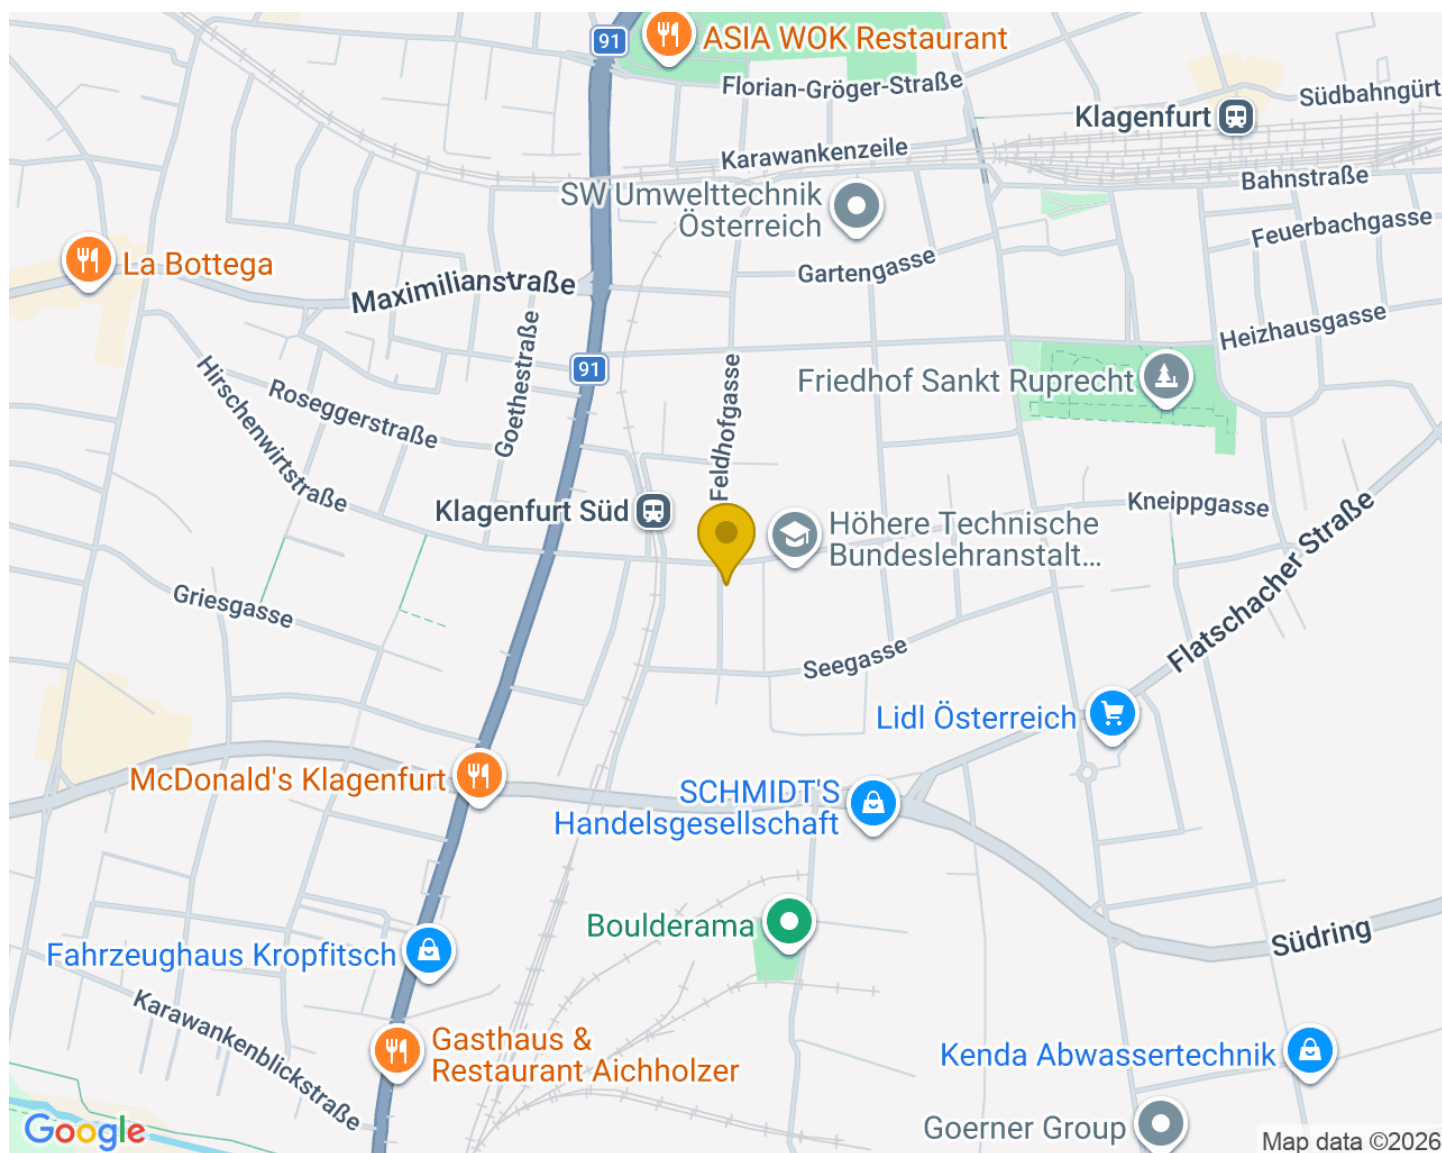 91
ASIA WOK Restaurant
Florian-Gröger-Straße
Südbahngürt
Klagenfurt
Karawankenzeile
Bahnstraße
SW Umwelttechnik
Österreich
Feuerbachgasse
La Bottega
Gartengasse
Maximilianstraße
Heizhausgasse
Goethestraße
91
Hirschenwirtstraße
Roseggerstraße
Feldhofgasse
Friedhof Sankt Ruprecht
Klagenfurt Süd
Kneippgasse
Höhere Technische
Bundeslehranstalt...
Flatschacher Straße
Griesgasse
Seegasse
Lidl Österreich
McDonald's Klagenfurt
SCHMIDT'S
Handelsgesellschaft
Boulderama
Südring
Fahrzeughaus Kropfitsch
Karawankenblickstraße
Gasthaus &
Restaurant Aichholzer
Kenda Abwassertechnik
Goerner Group
Google
Map data ©2026